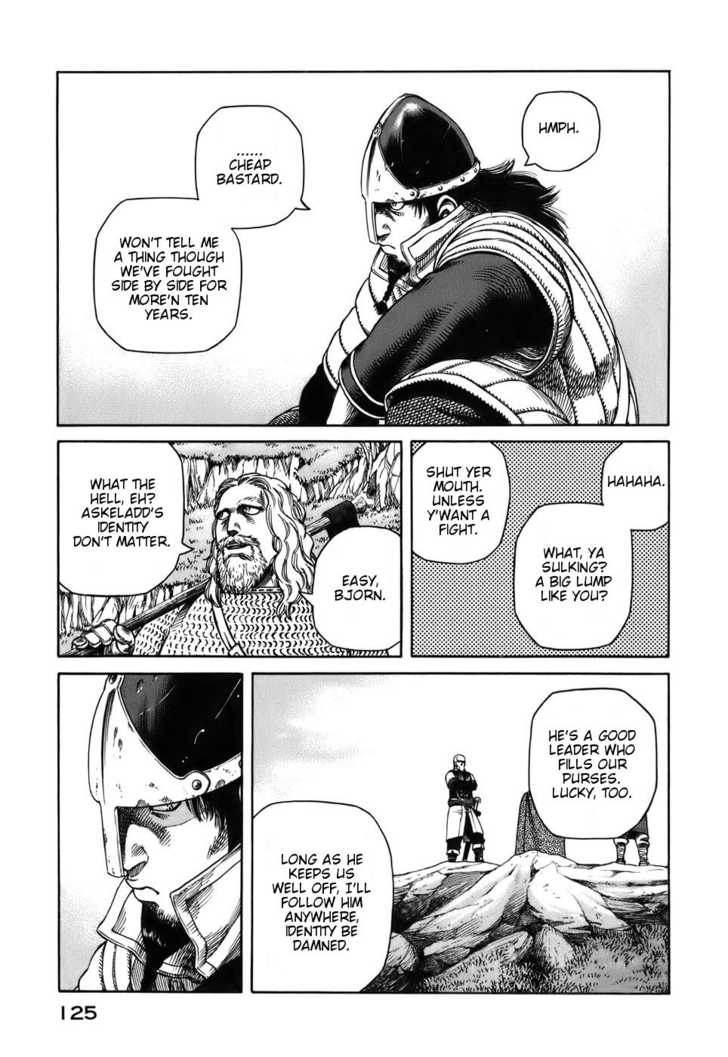 HMPH.
......
CHEAP
BASTARD.
WON'T TELL ME
A THING THOUGH
WE'VE FOUGHT
SIDE BY SIDE FOR
MORE'N TEN
YEARS.
HAHAHA.
WHAT, YA
SULKING?
A BIG LUMP
LIKE YOU?
SHUT YER
MOUTH.
UNLESS
Y'WANT A
FIGHT.
EASY,
BJORN.
WHAT THE
HELL, EH?
ASKELADD'S
IDENTITY
DON'T MATTER.
HE'S A GOOD
LEADER WHO
FILLS OUR
PURSES.
LUCKY, TOO.
LONG AS HE
KEEPS US
WELL OFF, I'LL
FOLLOW HIM
ANYWHERE,
IDENTITY BE
DAMNED.
125